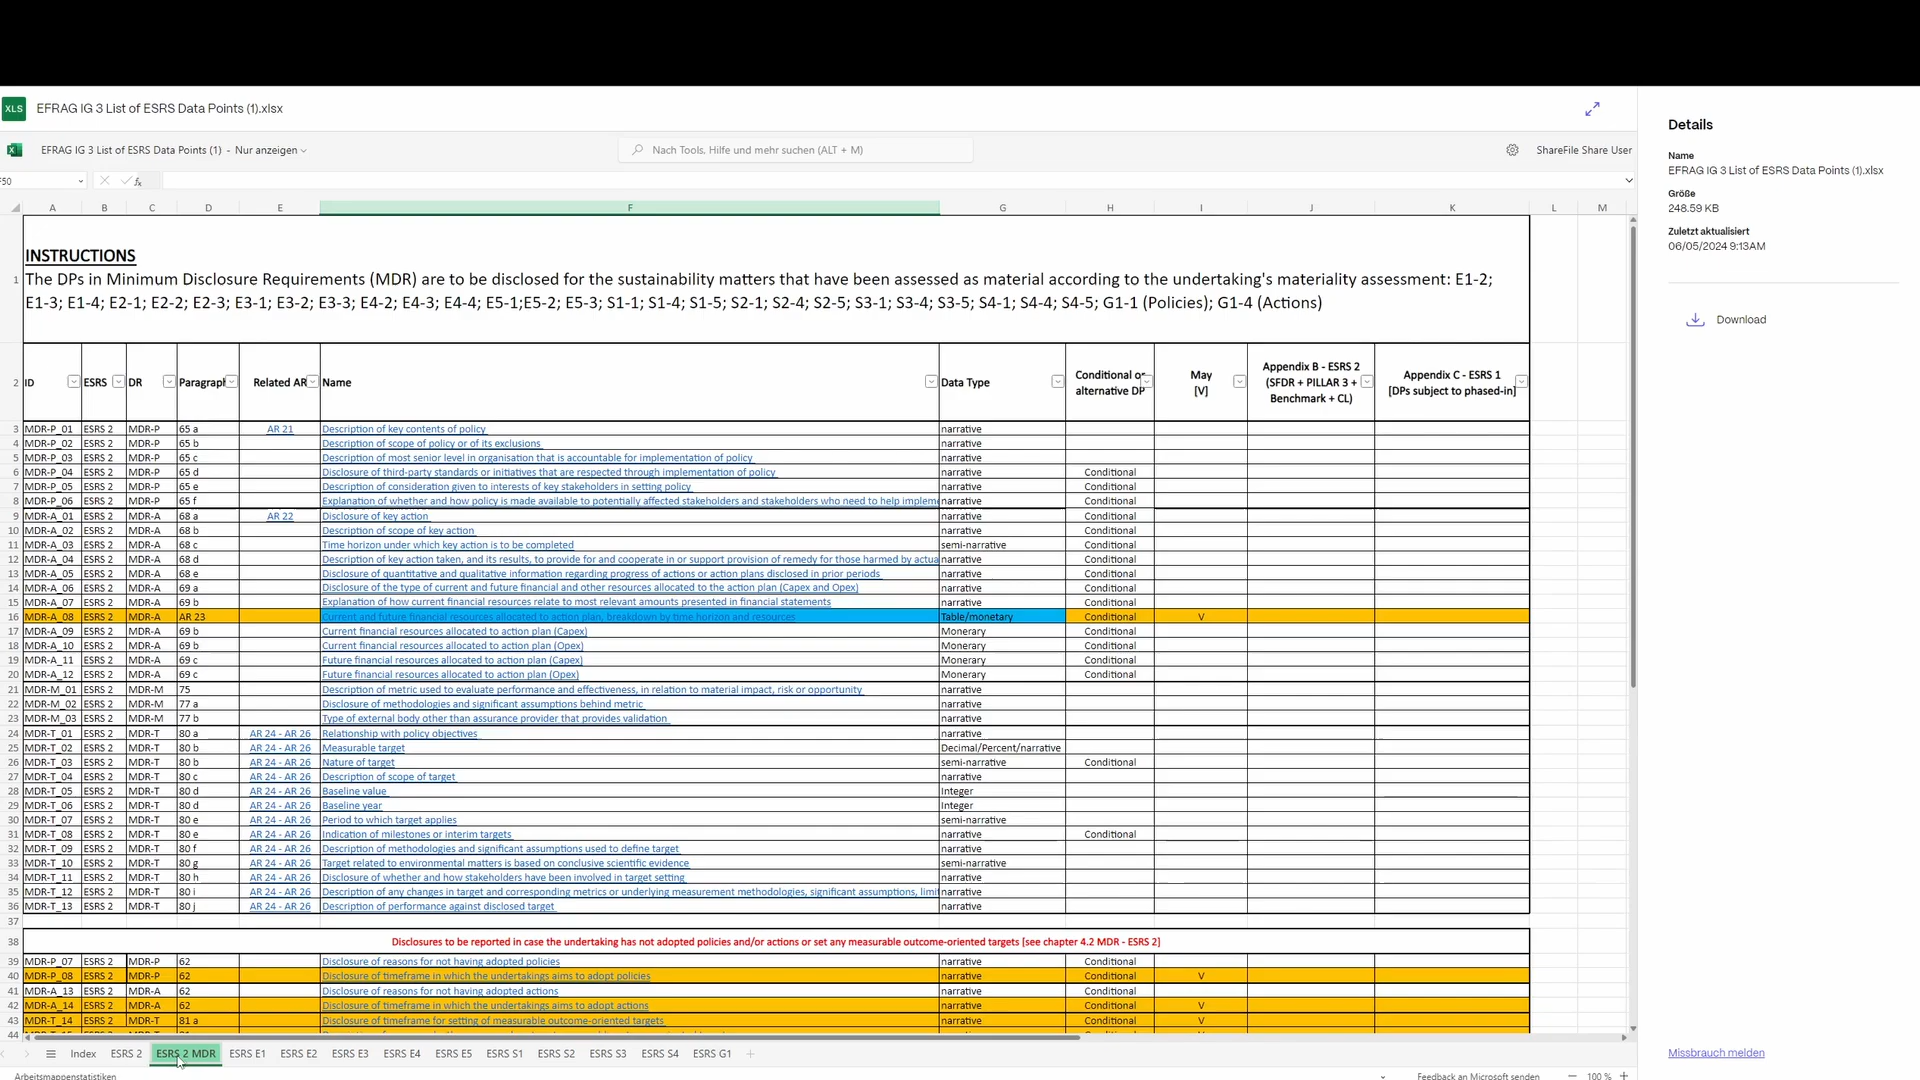 XLS EFRAG IG 3 List of ESRS Data Points (1).xlsx
EFRAG IG 3 List of ESRS Data Points (1) - Nur anzeigen
Nach Tools, Hilfe und mehr suchen (ALT + M)
ShareFile Share User
fx
A B C D E F G H I J K L M
INSTRUCTIONS
1 The DPs in Minimum Disclosure Requirements (MDR) are to be disclosed for the sustainability matters that have been assessed as material according to the undertaking's materiality assessment: E1-2;
E1-3; E1-4; E2-1; E2-2; E2-3; E3-1; E3-2; E3-3; E4-2; E4-3; E4-4; E5-1;E5-2; E5-3; S1-1; S1-4; S1-5; S2-1; S2-4; S2-5; S3-1; S3-4; S3-5; S4-1; S4-4; S4-5; G1-1 (Policies); G1-4 (Actions)
2 ID ESRS DR Paragraph Related AR Name Data Type Conditional or alternative DP May [V] Appendix B - ESRS 2 (SFDR + PILLAR 3 + Benchmark + CL) Appendix C - ESRS 1 [DPs subject to phased-in]
3 MDR-P_01 ESRS 2 MDR-P 65 a AR 21 Description of key contents of policy narrative
4 MDR-P_02 ESRS 2 MDR-P 65 b Description of scope of policy or of its exclusions narrative
5 MDR-P_03 ESRS 2 MDR-P 65 c Description of most senior level in organisation that is accountable for implementation of policy narrative
6 MDR-P_04 ESRS 2 MDR-P 65 d Disclosure of third-party standards or initiatives that are respected through implementation of policy narrative Conditional
7 MDR-P_05 ESRS 2 MDR-P 65 e Description of consideration given to interests of key stakeholders in setting policy narrative Conditional
8 MDR-P_06 ESRS 2 MDR-P 65 f Explanation of whether and how policy is made available to potentially affected stakeholders and stakeholders who need to help impleme narrative Conditional
9 MDR-A_01 ESRS 2 MDR-A 68 a AR 22 Disclosure of key action narrative Conditional
10 MDR-A_02 ESRS 2 MDR-A 68 b Description of scope of key action narrative Conditional
11 MDR-A_03 ESRS 2 MDR-A 68 c Time horizon under which key action is to be completed semi-narrative Conditional
12 MDR-A_04 ESRS 2 MDR-A 68 d Description of key action taken, and its results, to provide for and cooperate in or support provision of remedy for those harmed by actua narrative Conditional
13 MDR-A_05 ESRS 2 MDR-A 68 e Disclosure of quantitative and qualitative information regarding progress of actions or action plans disclosed in prior periods narrative Conditional
14 MDR-A_06 ESRS 2 MDR-A 69 a Disclosure of the type of current and future financial and other resources allocated to the action plan (Capex and Opex) narrative Conditional
15 MDR-A_07 ESRS 2 MDR-A 69 b Explanation of how current financial resources relate to most relevant amounts presented in financial statements narrative Conditional
16 MDR-A_08 ESRS 2 MDR-A AR 23 Current and future financial resources allocated to action plan, breakdown by time horizon and resources Table/monetary Conditional V
17 MDR-A_09 ESRS 2 MDR-A 69 b Current financial resources allocated to action plan (Capex) Monerary Conditional
18 MDR-A_10 ESRS 2 MDR-A 69 b Current financial resources allocated to action plan (Opex) Monerary Conditional
19 MDR-A_11 ESRS 2 MDR-A 69 c Future financial resources allocated to action plan (Capex) Monerary Conditional
20 MDR-A_12 ESRS 2 MDR-A 69 c Future financial resources allocated to action plan (Opex) Monerary Conditional
21 MDR-M_01 ESRS 2 MDR-M 75 Description of metric used to evaluate performance and effectiveness, in relation to material impact, risk or opportunity narrative
22 MDR-M_02 ESRS 2 MDR-M 77 a Disclosure of methodologies and significant assumptions behind metric narrative
23 MDR-M_03 ESRS 2 MDR-M 77 b Type of external body other than assurance provider that provides validation narrative
24 MDR-T_01 ESRS 2 MDR-T 80 a AR 24 - AR 26 Relationship with policy objectives narrative
25 MDR-T_02 ESRS 2 MDR-T 80 b AR 24 - AR 26 Measurable target Decimal/Percent/narrative
26 MDR-T_03 ESRS 2 MDR-T 80 b AR 24 - AR 26 Nature of target semi-narrative Conditional
27 MDR-T_04 ESRS 2 MDR-T 80 c AR 24 - AR 26 Description of scope of target narrative
28 MDR-T_05 ESRS 2 MDR-T 80 d AR 24 - AR 26 Baseline value Integer
29 MDR-T_06 ESRS 2 MDR-T 80 d AR 24 - AR 26 Baseline year Integer
30 MDR-T_07 ESRS 2 MDR-T 80 e AR 24 - AR 26 Period to which target applies semi-narrative
31 MDR-T_08 ESRS 2 MDR-T 80 e AR 24 - AR 26 Indication of milestones or interim targets narrative Conditional
32 MDR-T_09 ESRS 2 MDR-T 80 f AR 24 - AR 26 Description of methodologies and significant assumptions used to define target narrative
33 MDR-T_10 ESRS 2 MDR-T 80 g AR 24 - AR 26 Target related to environmental matters is based on conclusive scientific evidence semi-narrative
34 MDR-T_11 ESRS 2 MDR-T 80 h AR 24 - AR 26 Disclosure of whether and how stakeholders have been involved in target setting narrative
35 MDR-T_12 ESRS 2 MDR-T 80 i AR 24 - AR 26 Description of any changes in target and corresponding metrics or underlying measurement methodologies, significant assumptions, limit narrative
36 MDR-T_13 ESRS 2 MDR-T 80 j AR 24 - AR 26 Description of performance against disclosed target narrative
37
38 Disclosures to be reported in case the undertaking has not adopted policies and/or actions or set any measurable outcome-oriented targets [see chapter 4.2 MDR - ESRS 2]
39 MDR-P_07 ESRS 2 MDR-P 62 Disclosure of reasons for not having adopted policies narrative Conditional
40 MDR-P_08 ESRS 2 MDR-P 62 Disclosure of timeframe in which the undertakings aims to adopt policies narrative Conditional V
41 MDR-A_13 ESRS 2 MDR-A 62 Disclosure of reasons for not having adopted actions narrative Conditional
42 MDR-A_14 ESRS 2 MDR-A 62 Disclosure of timeframe in which the undertakings aims to adopt actions narrative Conditional V
43 MDR-T_14 ESRS 2 MDR-T 81 a Disclosure of timeframe for setting of measurable outcome-oriented targets narrative Conditional V
44
Index ESRS 2 ESRS 2 MDR ESRS E1 ESRS E2 ESRS E3 ESRS E4 ESRS E5 ESRS S1 ESRS S2 ESRS S3 ESRS S4 ESRS G1
Arbeitsmappenstatistiken
Feedback an Microsoft senden 100 %
Details
Name
EFRAG IG 3 List of ESRS Data Points (1).xlsx
Größe
248.59 KB
Zuletzt aktualisiert
06/05/2024 9:13AM
Download
Missbrauch melden